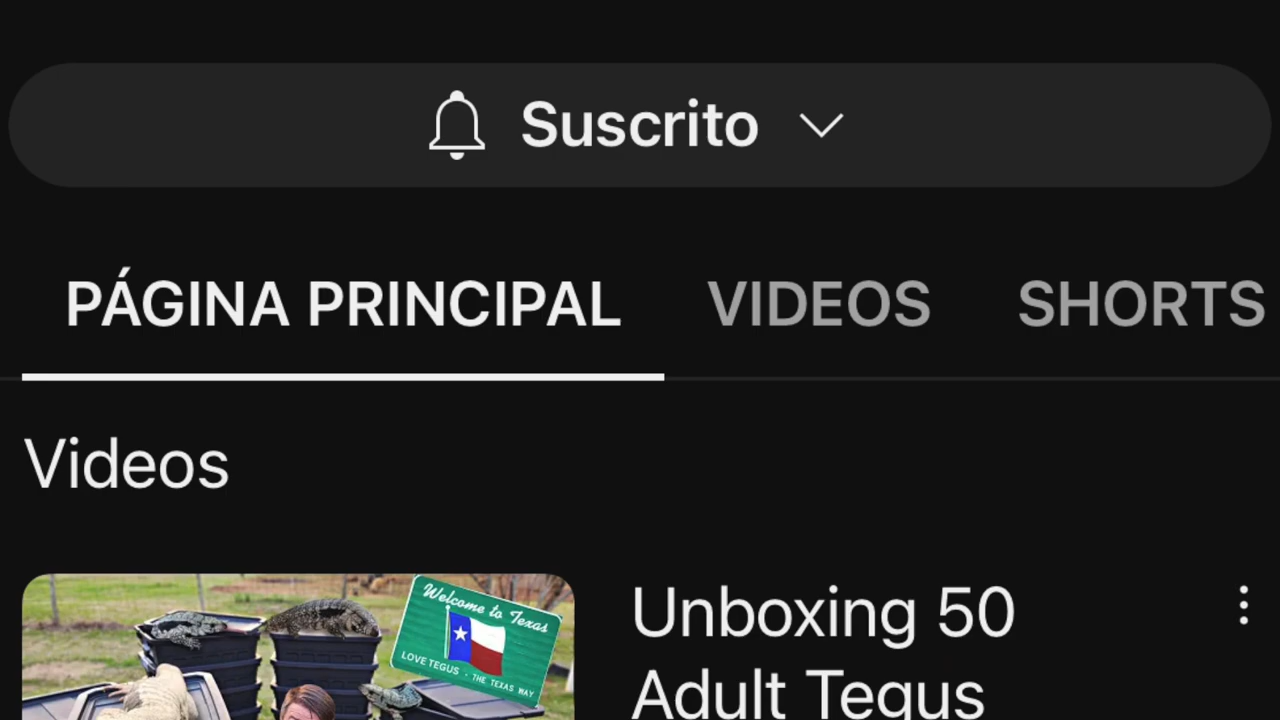 Suscrito
PÁGINA PRINCIPAL VIDEOS SHORTS
Videos
Welcome to Texas
LOVE TEGUS · THE TEXAS WAY
Unboxing 50
Adult Tegus